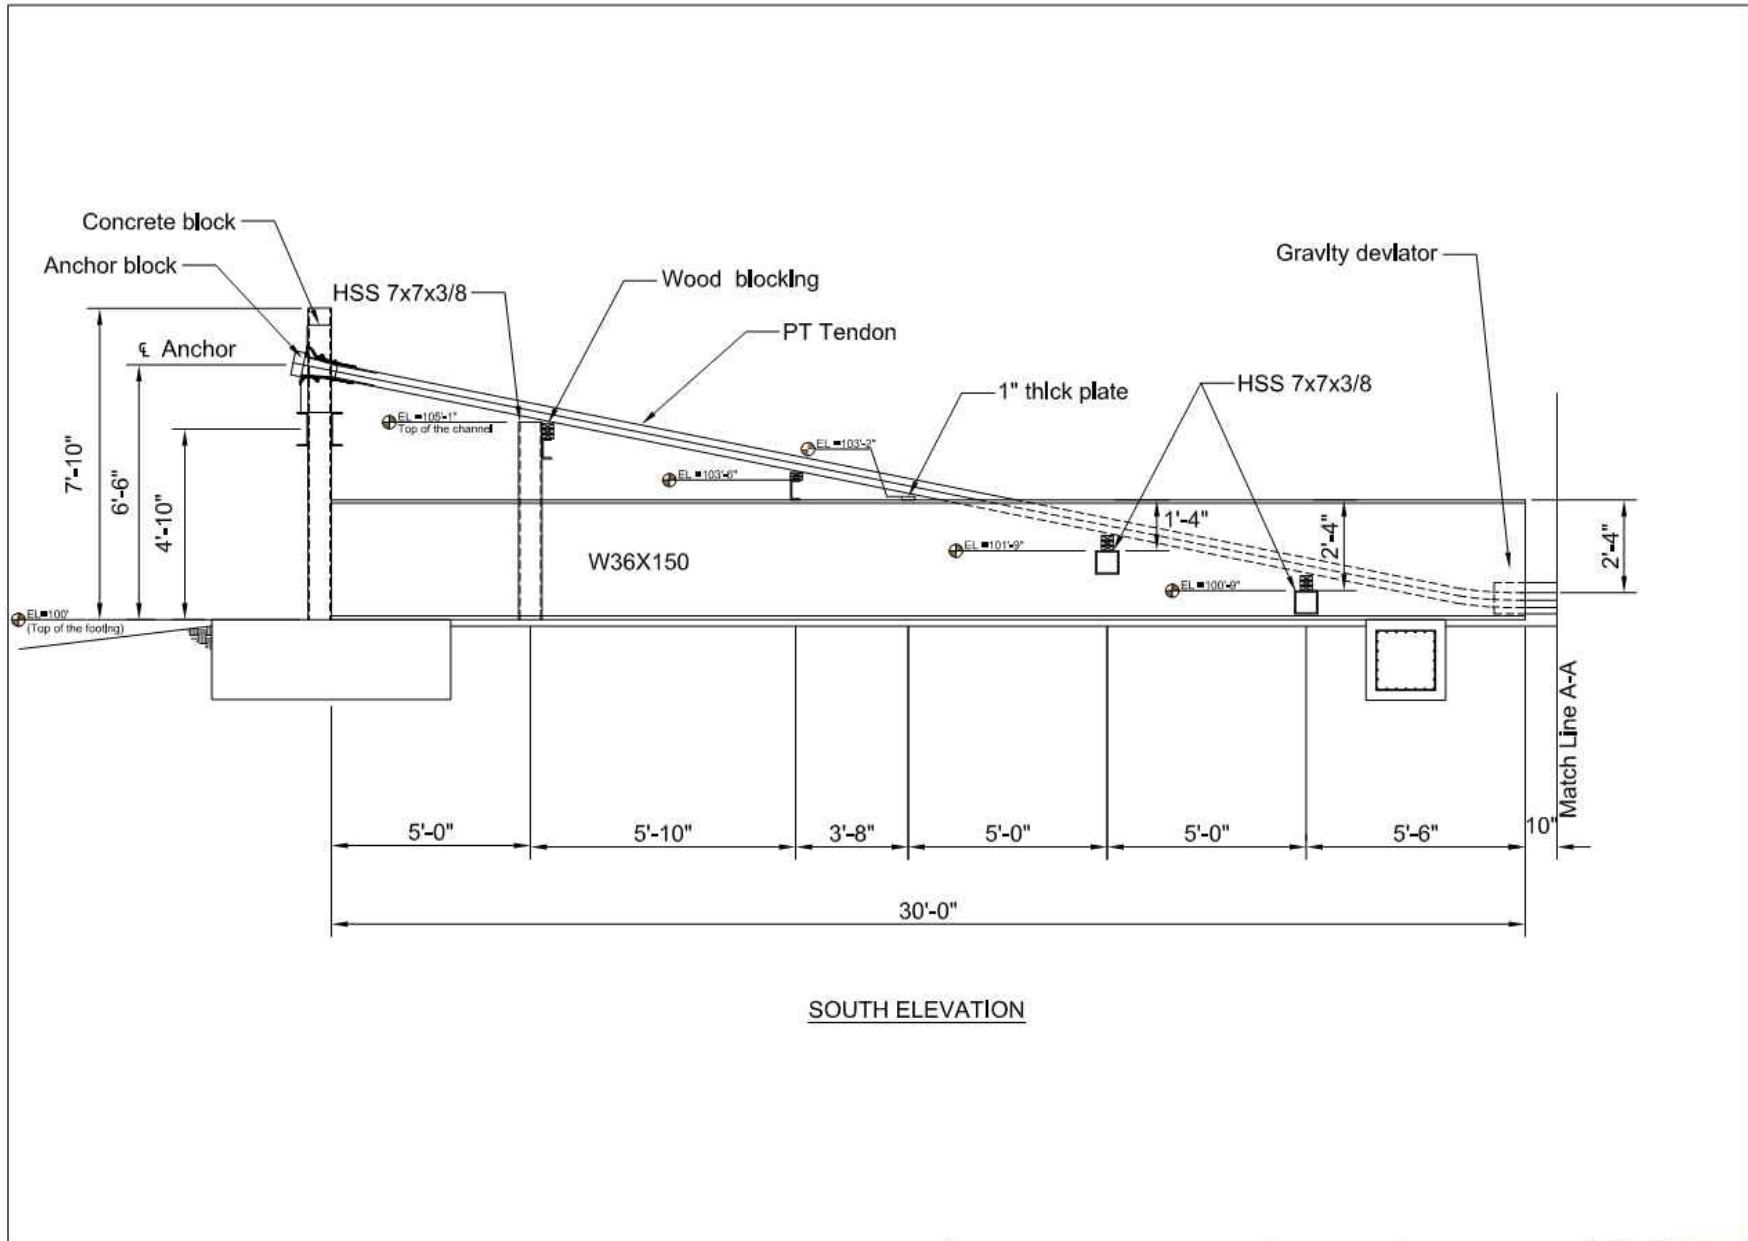 Concrete block
Anchor block
HSS 7x7x3/8
Wood blocking
Gravity deviator
PT Tendon
℄ Anchor
1" thick plate
HSS 7x7x3/8
EL =105'-1"
Top of the channel
EL =103'-2"
EL =103'-6"
7'-10"
6'-6"
4'-10"
1'-4"
2'-4"
2'-4"
EL =101'-9"
W36X150
EL =100'-9"
EL=100'
(Top of the footing)
Match Line A-A
5'-0"
5'-10"
3'-8"
5'-0"
5'-0"
5'-6"
10"
30'-0"
SOUTH ELEVATION